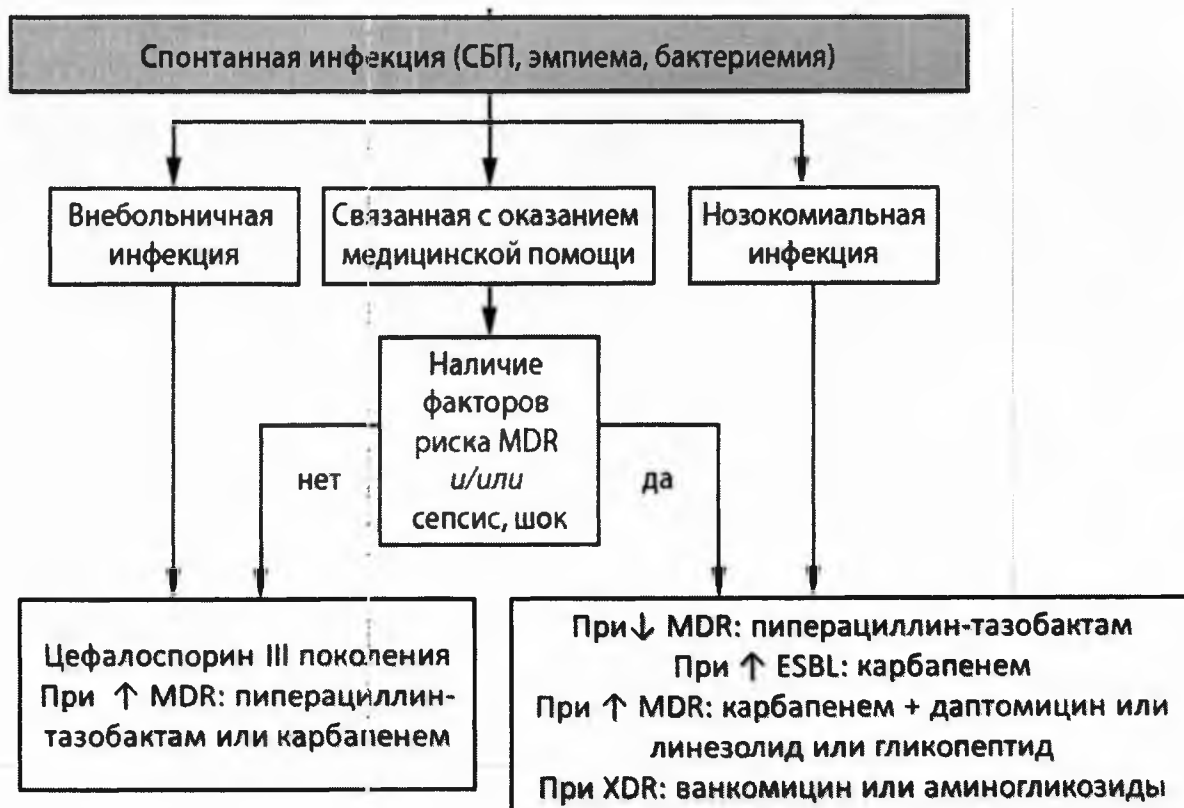 Спонтанная инфекция (СБП, эмпиема, бактериемия)
Внебольничная
инфекция
Связанная с оказанием
медицинской помощи
Нозокомиальная
инфекция
Наличие
факторов
риска MDR
и/или
сепсис, шок
нет
да
Цефалоспорин III поколения
При ↑ MDR: пиперациллин-
тазобактам или карбапенем
При ↓ MDR: пиперациллин-тазобактам
При ↑ ESBL: карбапенем
При ↑ MDR: карбапенем + даптомицин или
линезолид или гликопептид
При XDR: ванкомицин или аминогликозиды